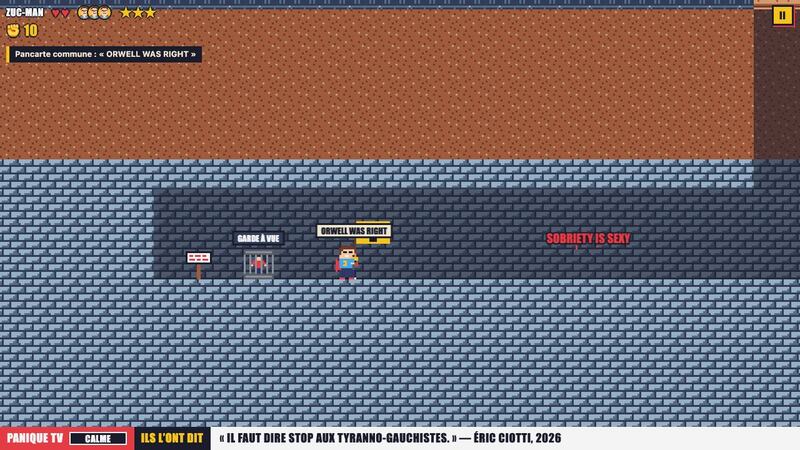 ZUC-MAN
10
Pancarte commune : « ORWELL WAS RIGHT »
GARDE À VUE
ORWELL WAS RIGHT
SOBRIETY IS SEXY
PANIQUE TV CALME ILS L'ONT DIT « IL FAUT DIRE STOP AUX TYRANNO-GAUCHISTES. » — ÉRIC CIOTTI, 2026